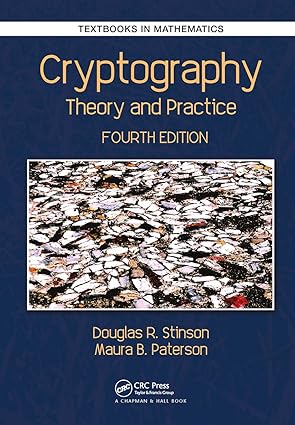 TEXTBOOKS IN MATHEMATICS
Cryptography
Theory and Practice
FOURTH EDITION
Douglas R. Stinson
Maura B. Paterson
CRC Press
Taylor & Francis Group
A CHAPMAN & HALL BOOK